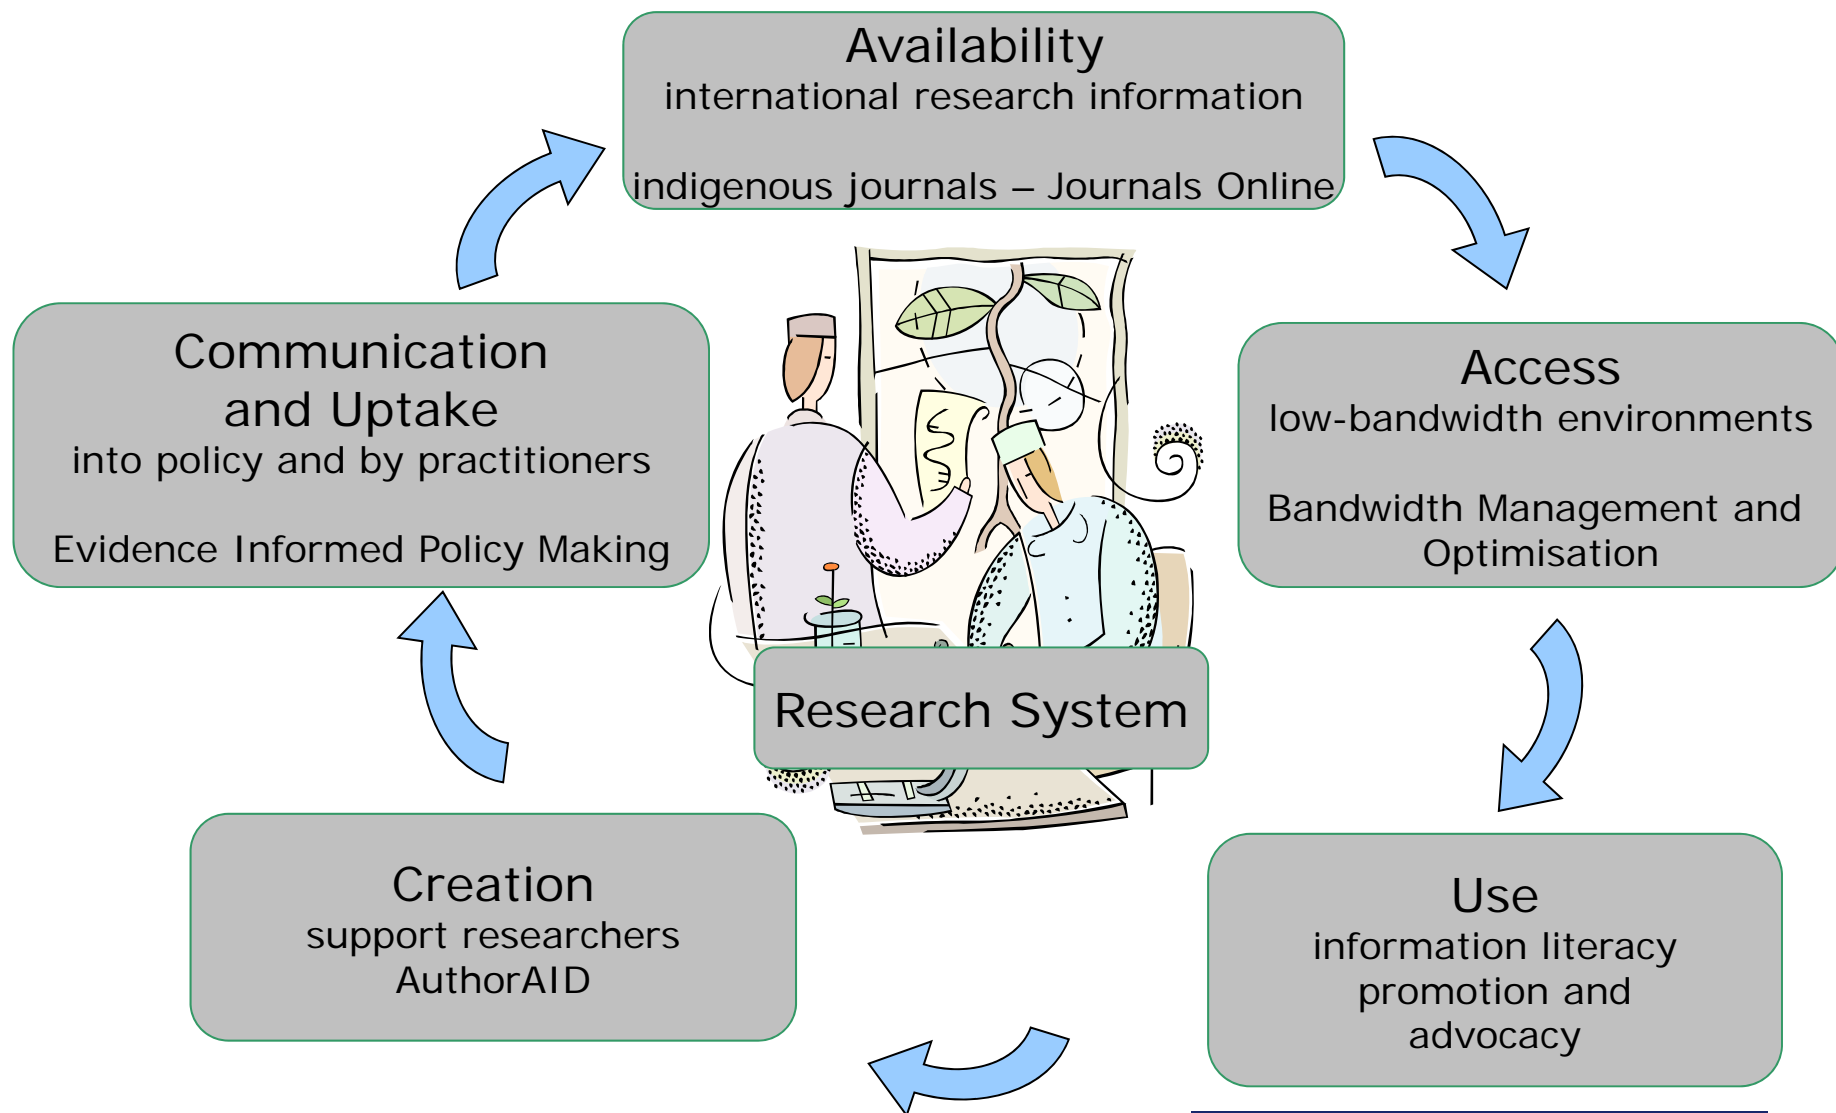 Availability
international research information
indigenous journals – Journals Online
Communication
and Uptake
into policy and by practitioners
Evidence Informed Policy Making
Access
low-bandwidth environments
Bandwidth Management and
Optimisation
Research System
Creation
support researchers
AuthorAID
Use
information literacy
promotion and
advocacy